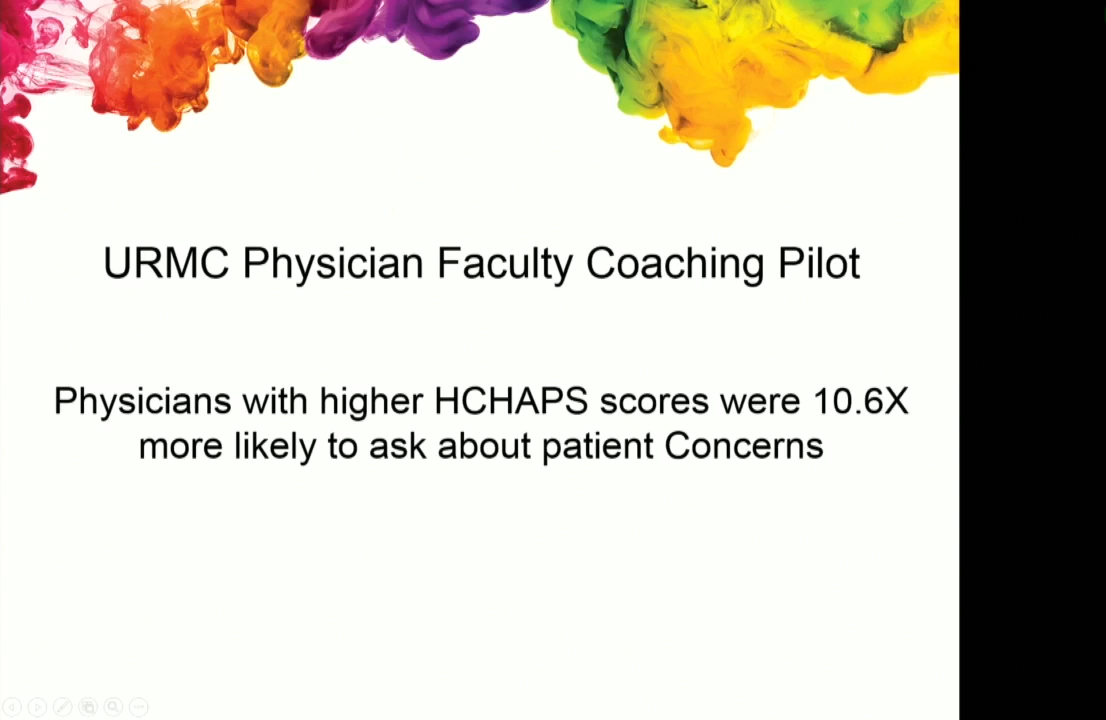 URMC Physician Faculty Coaching Pilot
Physicians with higher HCHAPS scores were 10.6X
more likely to ask about patient Concerns